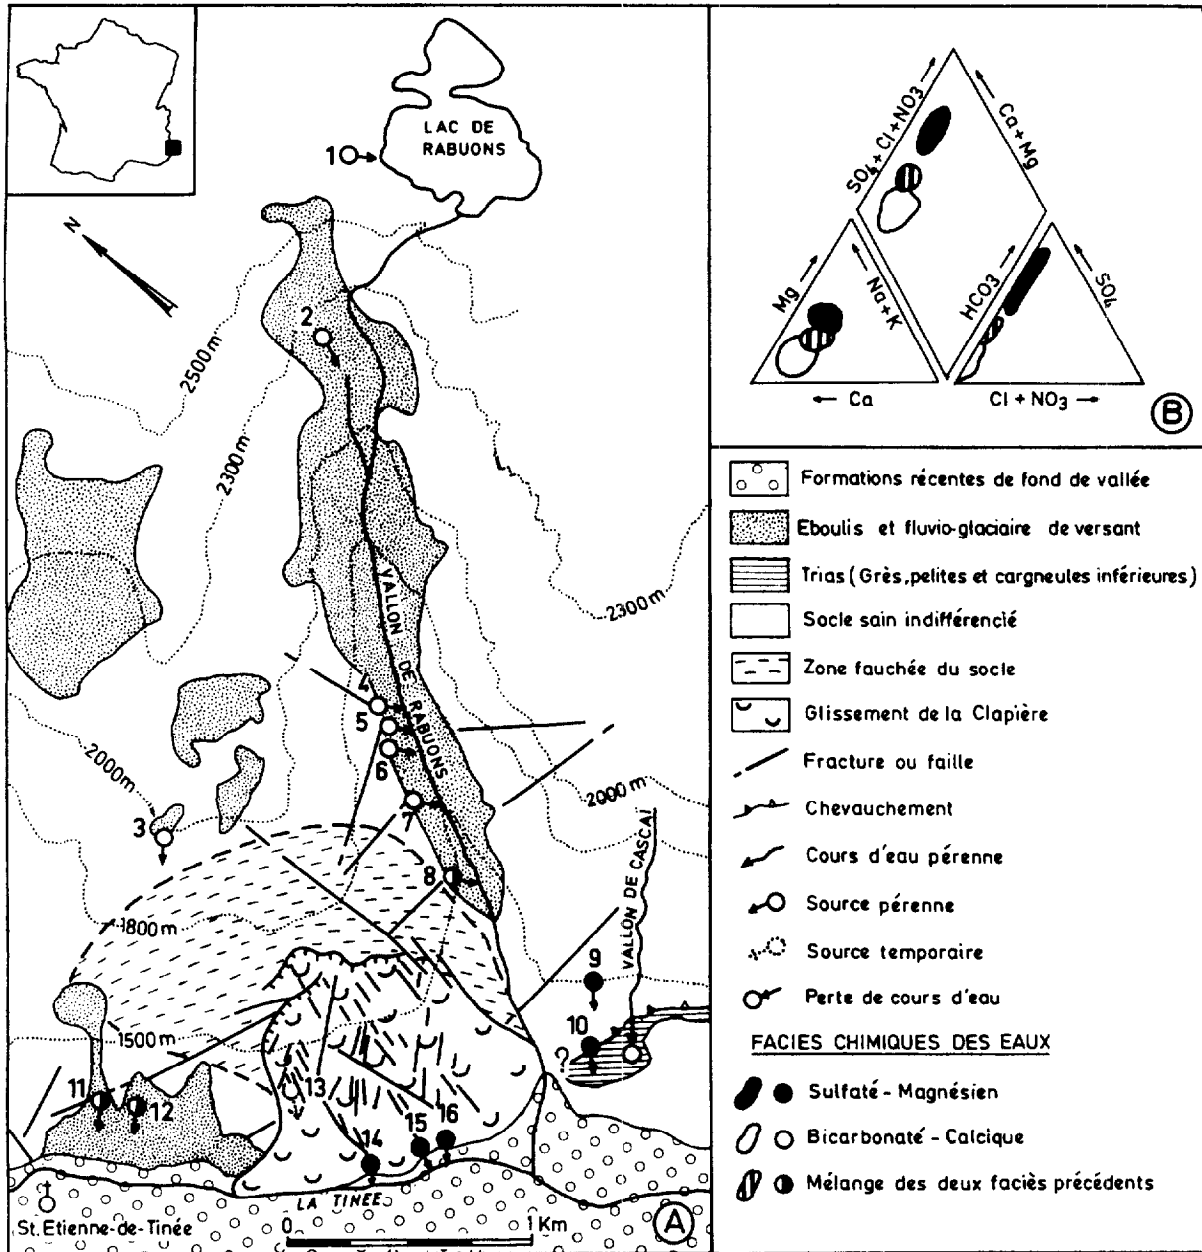 LAC DE
RABUONS
1
N
2
2500m
2300m
2300m
VALLON DE RABUONS
4
5
6
7
2000m
2000m
3
8
1800m
VALLON DE CASCAI
9
10
?
1500m
11
12
13
14
15
16
LA TINÉE
St. Etienne-de-Tinée
0
1 Km
A
SO4 + Cl + NO3
Ca + Mg
Mg
Na + K
HCO3
SO4
Ca
Cl + NO3
B
Formations récentes de fond de vallée
Eboulis et fluvio-glaciaire de versant
Trias (Grès, pelites et cargneules inférieures)
Socle sain indifférencié
Zone fauchée du socle
Glissement de la Clapière
Fracture ou faille
Chevauchement
Cours d'eau pérenne
Source pérenne
Source temporaire
Perte de cours d'eau
FACIES CHIMIQUES DES EAUX
Sulfaté - Magnésien
Bicarbonaté - Calcique
Mélange des deux faciès précédents